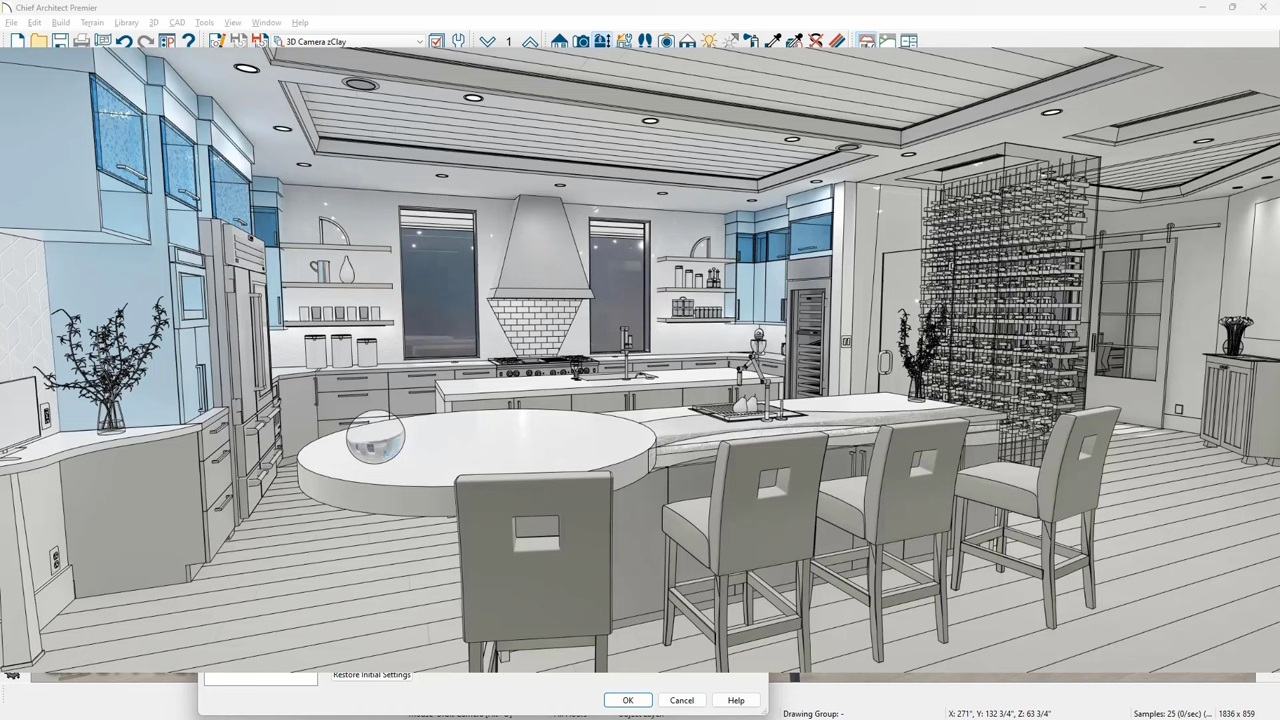 Chief Architect Premier
File Edit Build Terrain Library 3D CAD Tools View Window Help
3D Camera zClay
1
Restore Initial Settings
OK Cancel Help
Drawing Group: -
X: 271", Y: 132 3/4", Z: 63 3/4"
Samples: 25 (0/sec) (...
1836 x 859